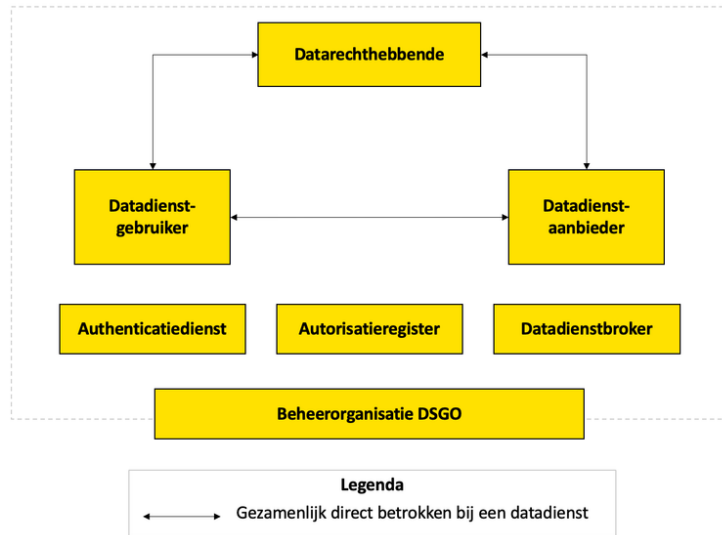 Datarechthebbende
Datadienst-
gebruiker
Datadienst-
aanbieder
Authenticatiedienst
Autorisatieregister
Datadienstbroker
Beheerorganisatie DSGO
Legenda
Gezamenlijk direct betrokken bij een datadienst